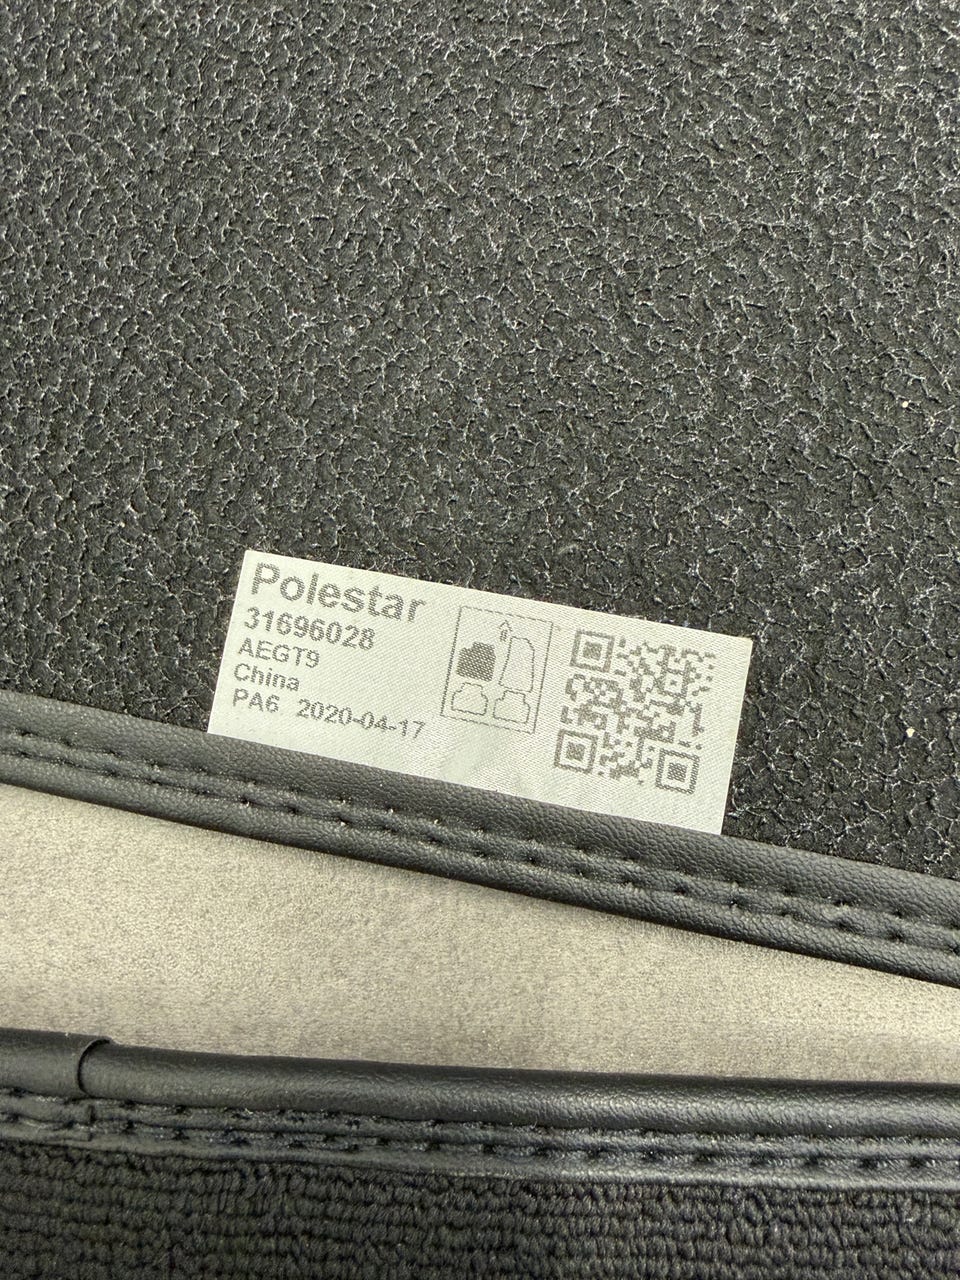 Polestar
31696028
AEGT9
China
PA6 2020-04-17